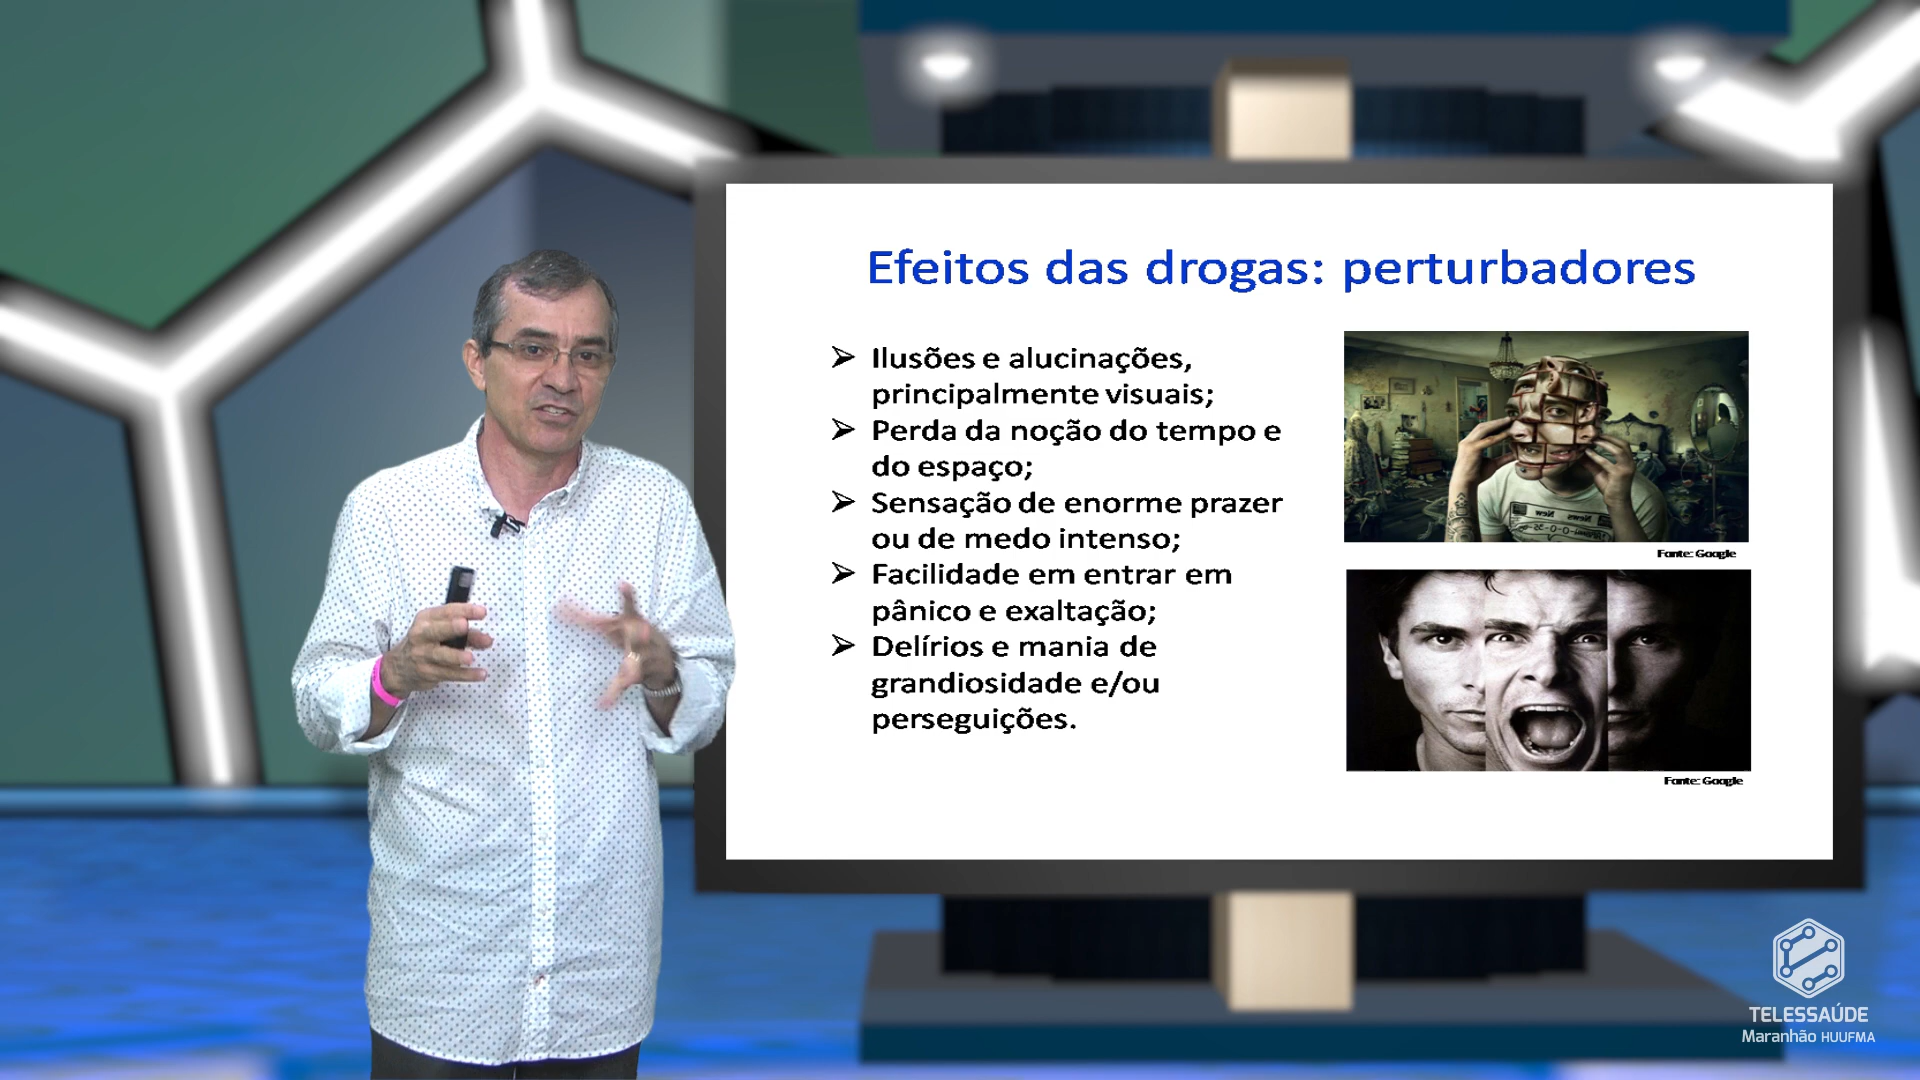 Efeitos das drogas: perturbadores
➢ Ilusões e alucinações,
principalmente visuais;
➢ Perda da noção do tempo e
do espaço;
➢ Sensação de enorme prazer
ou de medo intenso;
➢ Facilidade em entrar em
pânico e exaltação;
➢ Delírios e mania de
grandiosidade e/ou
perseguições.
Fonte: Google
Fonte: Google
TELESSAÚDE
Maranhão HUUFMA